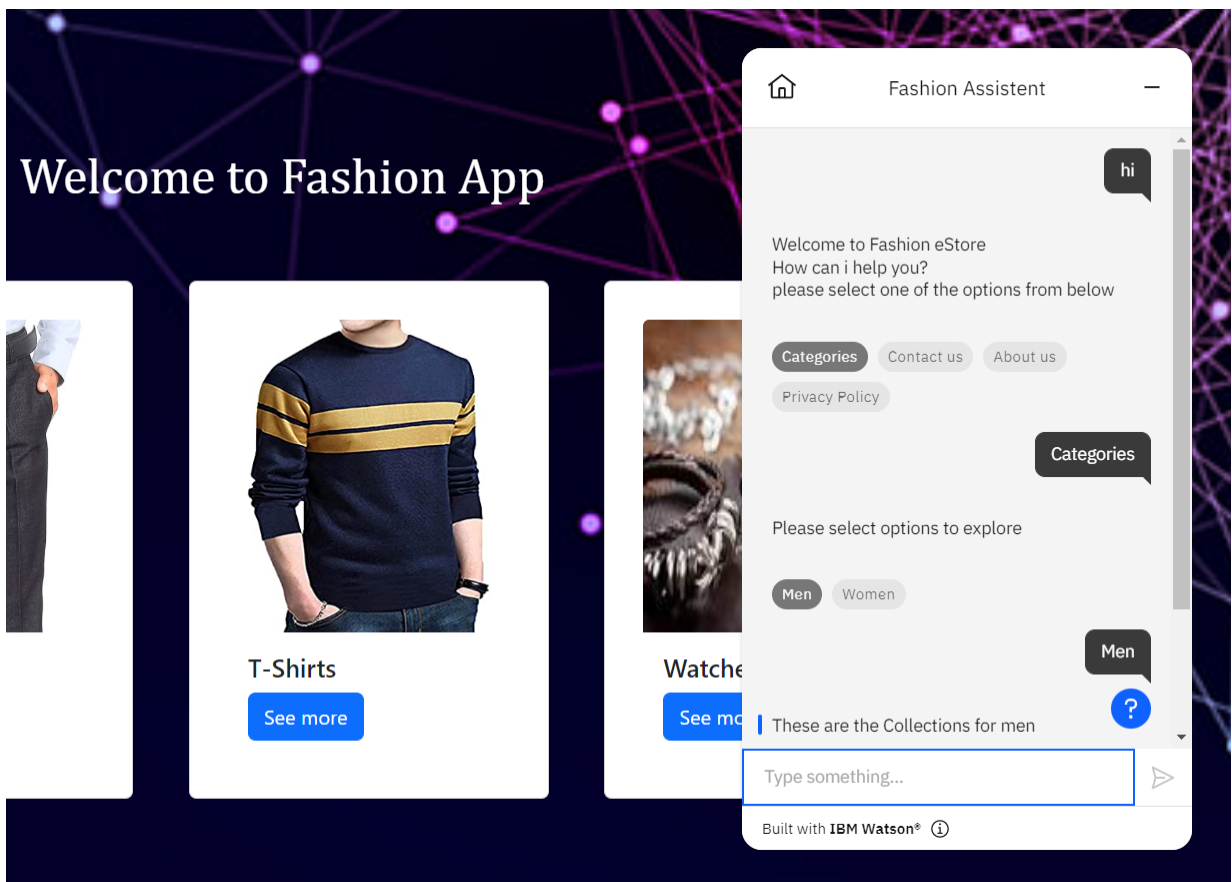 Welcome to Fashion App
T-Shirts
See more
Fashion Assistent
hi
Welcome to Fashion eStore
How can i help you?
please select one of the options from below
Categories
Contact us
About us
Privacy Policy
Categories
Please select options to explore
Men
Women
Men
?
These are the Collections for men
Type something...
Built with IBM Watson®
Watche
See mo